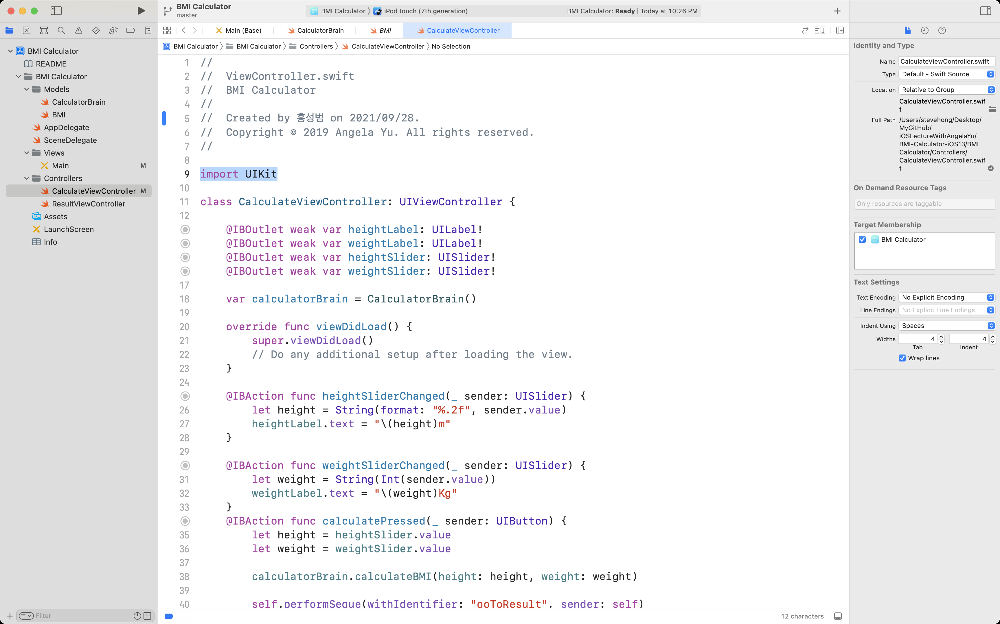 BMI Calculator
master
BMI Calculator
iPod touch (7th generation)
BMI Calculator: Ready | Today at 10:26 PM
Main (Base)
CalculatorBrain
BMI
CalculateViewController
BMI Calculator
BMI Calculator
Controllers
CalculateViewController
No Selection
BMI Calculator
README
BMI Calculator
Models
CalculatorBrain
BMI
AppDelegate
SceneDelegate
Views
Main M
Controllers
CalculateViewController M
ResultViewController
Assets
LaunchScreen
Info
Filter
1 //
2 //  ViewController.swift
3 //  BMI Calculator
4 //
5 //  Created by 홍성범 on 2021/09/28.
6 //  Copyright © 2019 Angela Yu. All rights reserved.
7 //
8
9 import UIKit
10
11 class CalculateViewController: UIViewController {
12
@IBOutlet weak var heightLabel: UILabel!
@IBOutlet weak var weightLabel: UILabel!
@IBOutlet weak var heightSlider: UISlider!
@IBOutlet weak var weightSlider: UISlider!
17
18 var calculatorBrain = CalculatorBrain()
19
20 override func viewDidLoad() {
21 super.viewDidLoad()
22 // Do any additional setup after loading the view.
23 }
24
@IBAction func heightSliderChanged(_ sender: UISlider) {
26 let height = String(format: "%.2f", sender.value)
27 heightLabel.text = "\(height)m"
28 }
29
@IBAction func weightSliderChanged(_ sender: UISlider) {
31 let weight = String(Int(sender.value))
32 weightLabel.text = "\(weight)Kg"
33 }
@IBAction func calculatePressed(_ sender: UIButton) {
35 let height = heightSlider.value
36 let weight = weightSlider.value
37
38 calculatorBrain.calculateBMI(height: height, weight: weight)
39
40 self.performSegue(withIdentifier: "goToResult", sender: self)
12 characters
Identity and Type
Name CalculateViewController.swift
Type Default - Swift Source
Location Relative to Group
CalculateViewController.swif
t
Full Path /Users/stevehong/Desktop/
MyGitHub/
iOSLectureWithAngelaYu/
BMI-Calculator-iOS13/BMI
Calculator/Controllers/
CalculateViewController.swif
t
On Demand Resource Tags
Only resources are taggable
Target Membership
BMI Calculator
Text Settings
Text Encoding No Explicit Encoding
Line Endings No Explicit Line Endings
Indent Using Spaces
Widths 4 4
Tab Indent
Wrap lines